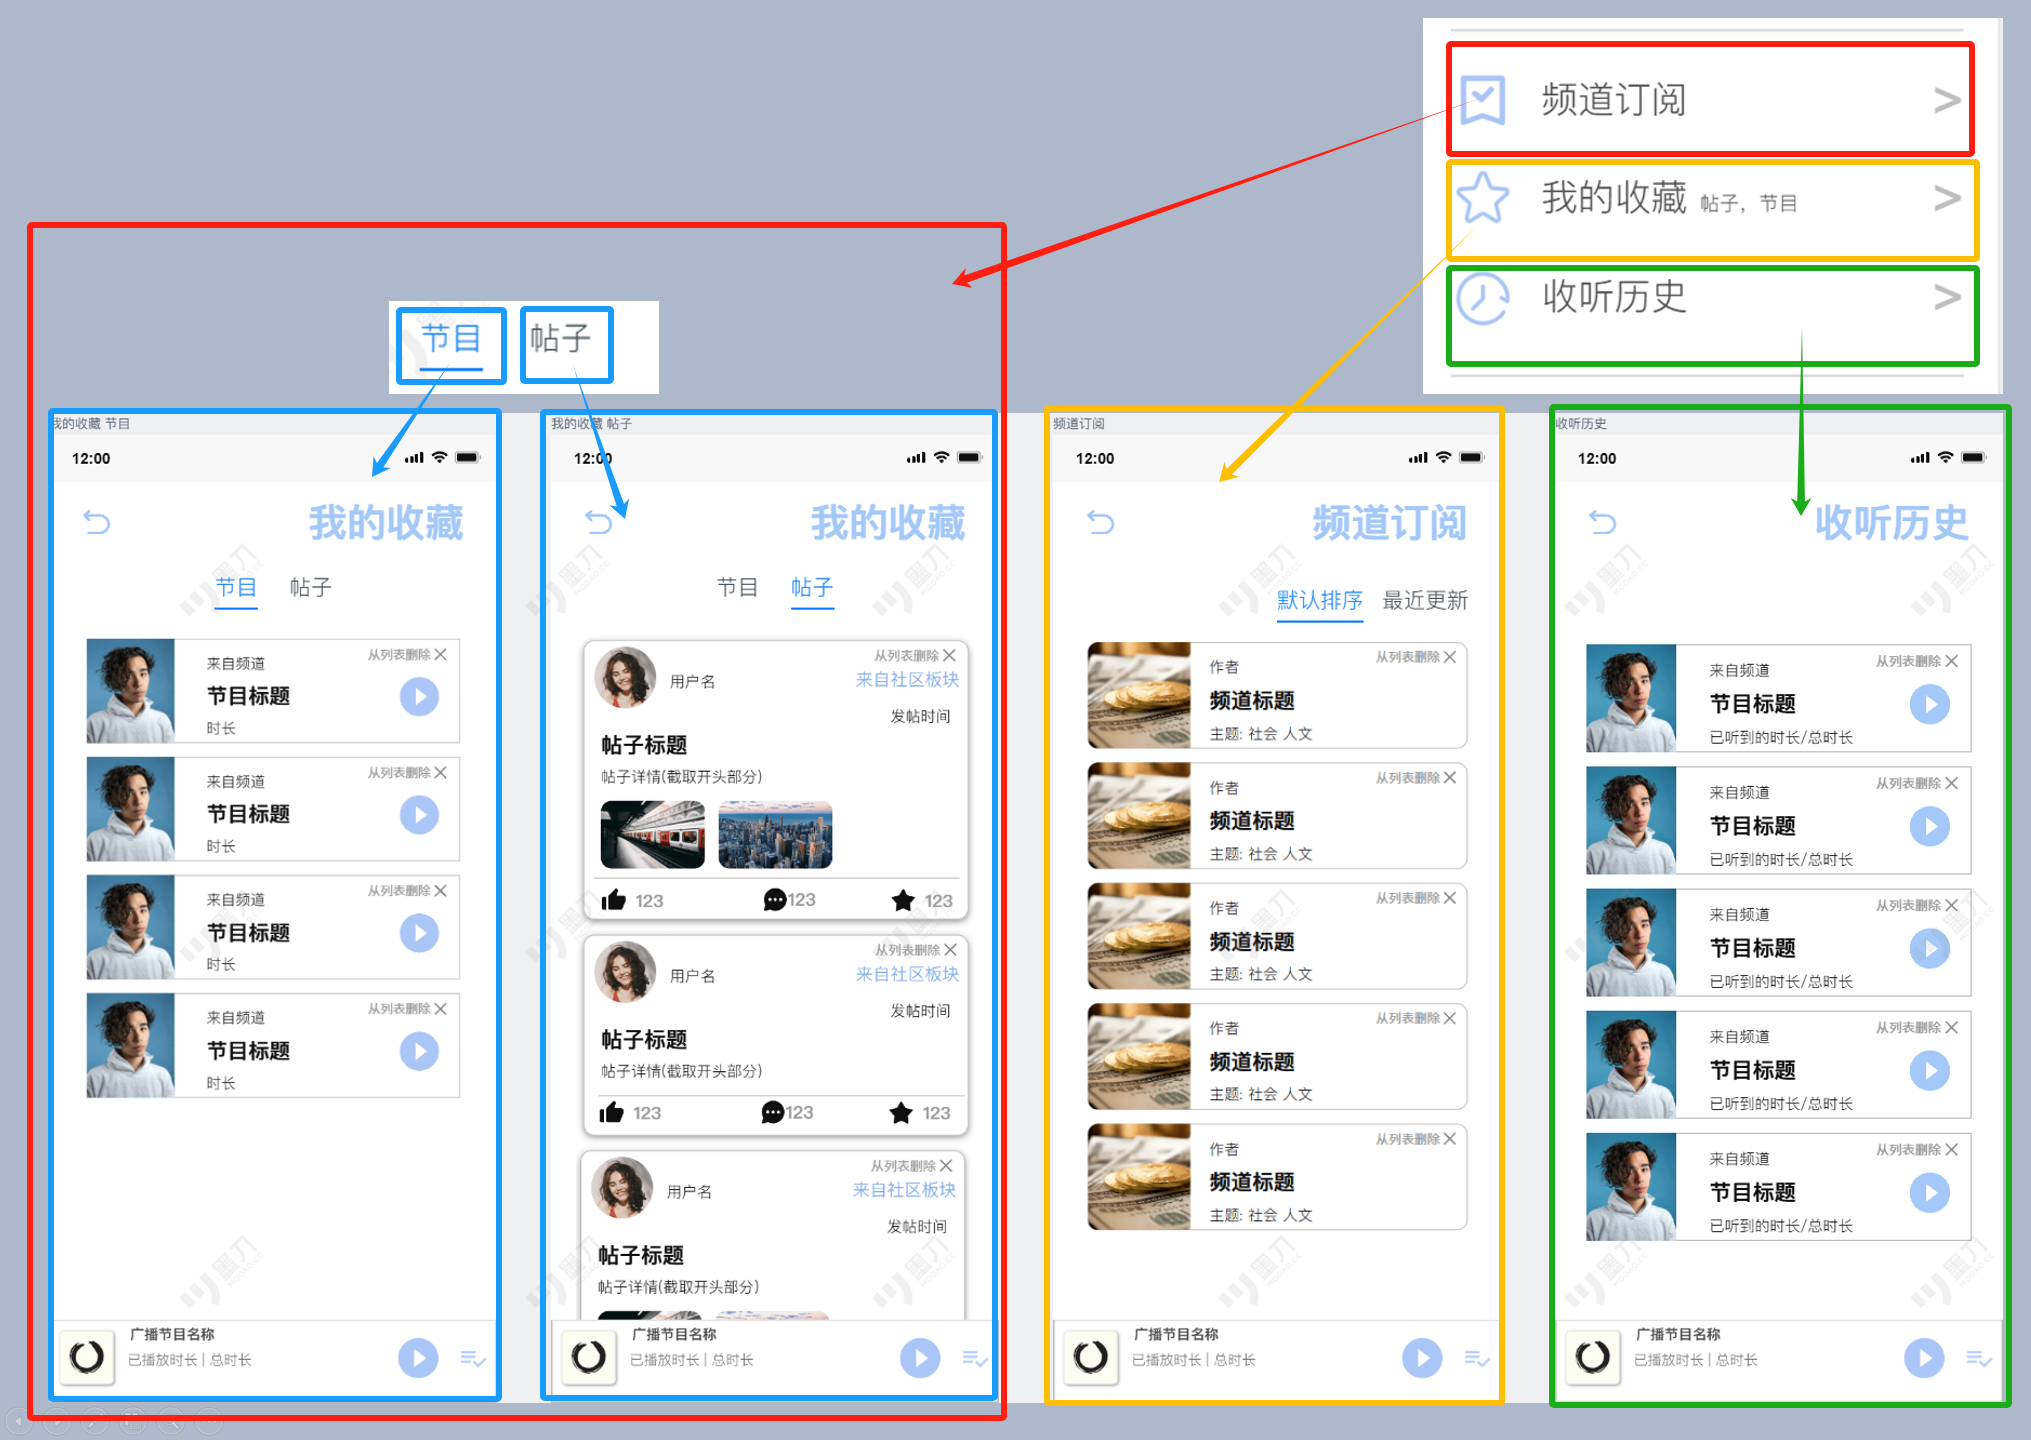 频道订阅 >
我的收藏 帖子, 节目 >
收听历史 >
节目 帖子
我的收藏 节目
12:00
我的收藏
节目 帖子
从列表删除
来自频道
节目标题
时长
从列表删除
来自频道
节目标题
时长
从列表删除
来自频道
节目标题
时长
从列表删除
来自频道
节目标题
时长
广播节目名称
已播放时长 | 总时长
我的收藏 帖子
12:00
我的收藏
节目 帖子
从列表删除
用户名 来自社区板块
发帖时间
帖子标题
帖子详情(截取开头部分)
123 123 123
从列表删除
用户名 来自社区板块
发帖时间
帖子标题
帖子详情(截取开头部分)
123 123 123
从列表删除
用户名 来自社区板块
发帖时间
帖子标题
帖子详情(截取开头部分)
广播节目名称
已播放时长 | 总时长
频道订阅
12:00
频道订阅
默认排序 最近更新
从列表删除
作者
频道标题
主题: 社会 人文
从列表删除
作者
频道标题
主题: 社会 人文
从列表删除
作者
频道标题
主题: 社会 人文
从列表删除
作者
频道标题
主题: 社会 人文
从列表删除
作者
频道标题
主题: 社会 人文
广播节目名称
已播放时长 | 总时长
收听历史
12:00
收听历史
从列表删除
来自频道
节目标题
已听到的时长/总时长
从列表删除
来自频道
节目标题
已听到的时长/总时长
从列表删除
来自频道
节目标题
已听到的时长/总时长
从列表删除
来自频道
节目标题
已听到的时长/总时长
从列表删除
来自频道
节目标题
已听到的时长/总时长
广播节目名称
已播放时长 | 总时长
墨刀
MODAO.CC